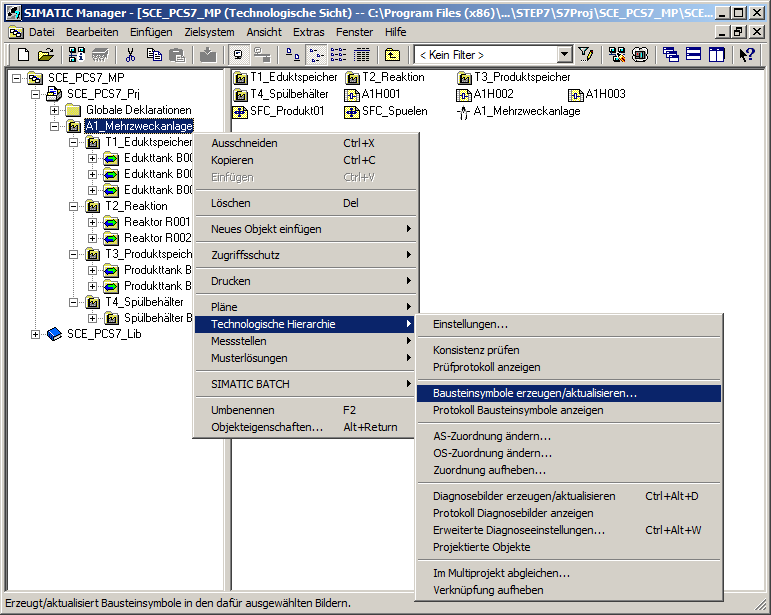 SIMATIC Manager - [SCE_PCS7_MP (Technologische Sicht) -- C:\Program Files (x86)\...\STEP7\S7Proj\SCE_PCS7_MP\SCE...
Datei Bearbeiten Einfügen Zielsystem Ansicht Extras Fenster Hilfe
< Kein Filter >
SCE_PCS7_MP
SCE_PCS7_Prj
Globale Deklarationen
A1_Mehrzweckanlage
T1_Eduktspeicher
Edukttank B00
Edukttank B00
Edukttank B00
T2_Reaktion
Reaktor R001
Reaktor R002
T3_Produktspeich
Produkttank B
Produkttank B
T4_Spülbehälter
Spülbehälter B
SCE_PCS7_Lib
T1_Eduktspeicher T2_Reaktion T3_Produktspeicher
T4_Spülbehälter A1H001 A1H002 A1H003
SFC_Produkt01 SFC_Spuelen A1_Mehrzweckanlage
Ausschneiden Ctrl+X
Kopieren Ctrl+C
Einfügen Ctrl+V
Löschen Del
Neues Objekt einfügen
Zugriffsschutz
Drucken
Pläne
Technologische Hierarchie
Messstellen
Musterlösungen
SIMATIC BATCH
Umbenennen F2
Objekteigenschaften... Alt+Return
Einstellungen...
Konsistenz prüfen
Prüfprotokoll anzeigen
Bausteinsymbole erzeugen/aktualisieren...
Protokoll Bausteinsymbole anzeigen
AS-Zuordnung ändern...
OS-Zuordnung ändern...
Zuordnung aufheben...
Diagnosebilder erzeugen/aktualisieren Ctrl+Alt+D
Protokoll Diagnosebilder anzeigen
Erweiterte Diagnoseeinstellungen... Ctrl+Alt+W
Projektierte Objekte
Im Multiprojekt abgleichen...
Verknüpfung aufheben
Erzeugt/aktualisiert Bausteinsymbole in den dafür ausgewählten Bildern.